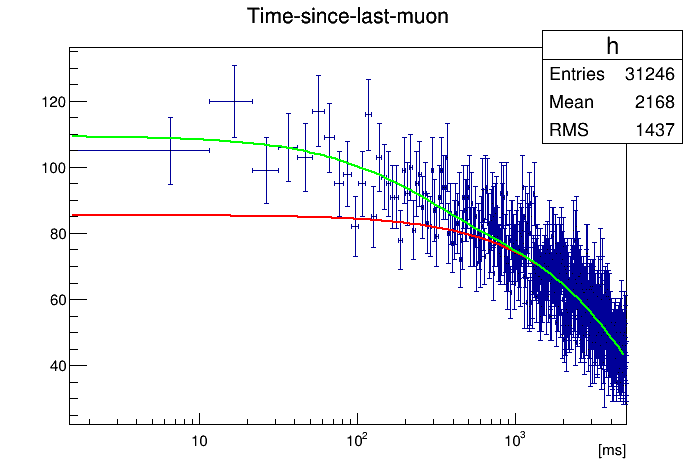 Time-since-last-muon
h
Entries 31246
Mean 2168
RMS 1437
120
100
80
60
40
10
10²
10³
[ms]